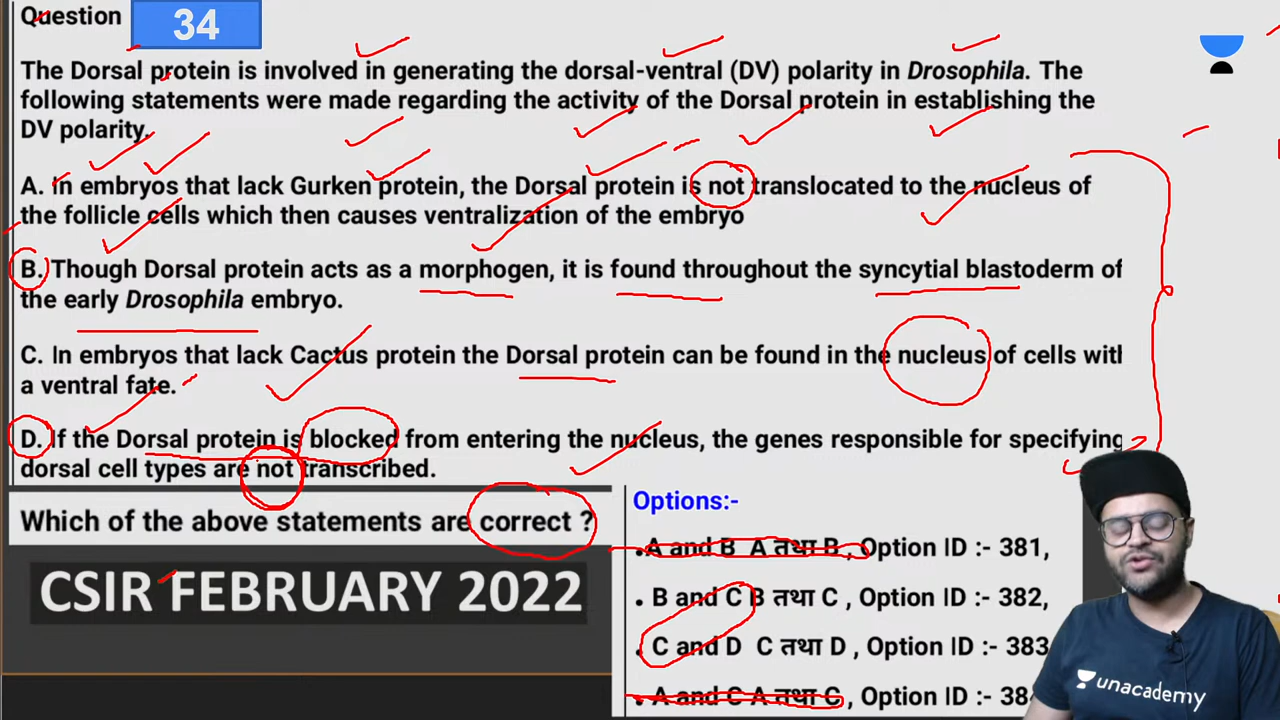 Question 34
The Dorsal protein is involved in generating the dorsal-ventral (DV) polarity in Drosophila. The
following statements were made regarding the activity of the Dorsal protein in establishing the
DV polarity.
A. In embryos that lack Gurken protein, the Dorsal protein is not translocated to the nucleus of
the follicle cells which then causes ventralization of the embryo
B. Though Dorsal protein acts as a morphogen, it is found throughout the syncytial blastoderm of
the early Drosophila embryo.
C. In embryos that lack Cactus protein the Dorsal protein can be found in the nucleus of cells with
a ventral fate.
D. If the Dorsal protein is blocked from entering the nucleus, the genes responsible for specifying
dorsal cell types are not transcribed.
Which of the above statements are correct ?
CSIR FEBRUARY 2022
Options:-
• A and B A तथा B , Option ID :- 381,
• B and C B तथा C , Option ID :- 382,
• C and D C तथा D , Option ID :- 383
• A and C A तथा C , Option ID :- 38
unacademy